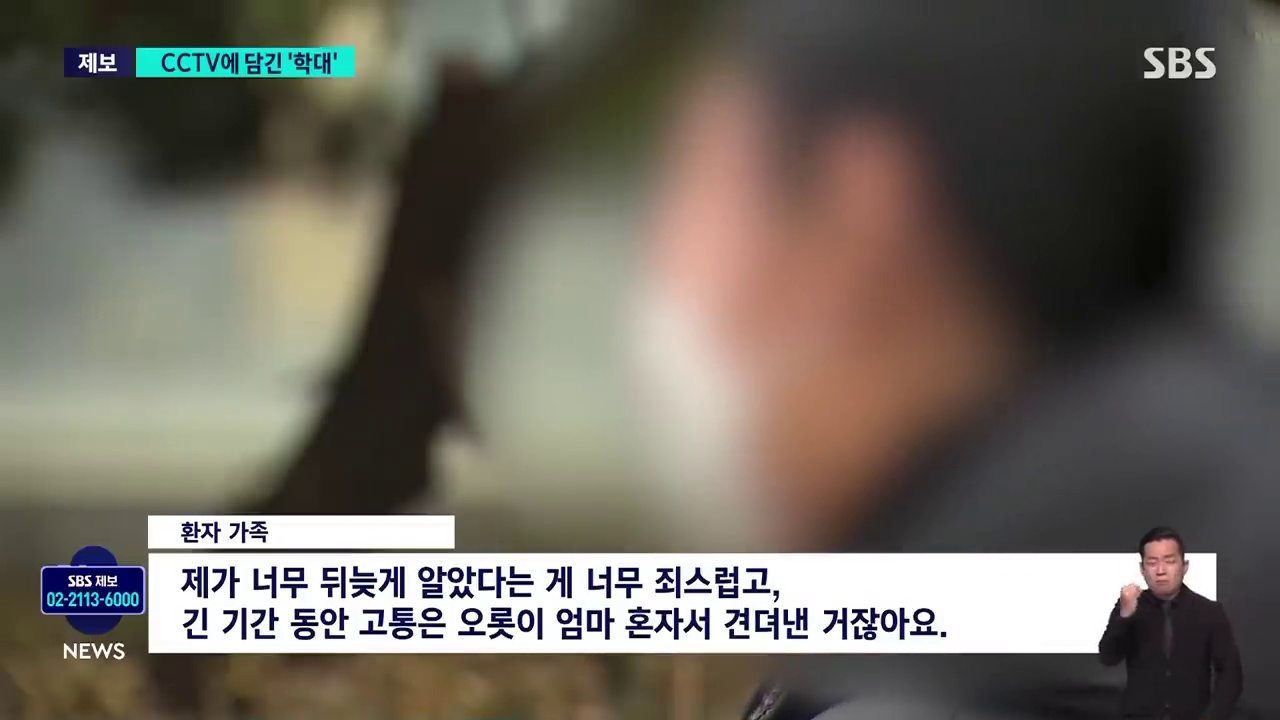 제보 CCTV에 담긴 '학대'
SBS
환자 가족
제가 너무 뒤늦게 알았다는 게 너무 죄스럽고,
긴 기간 동안 고통은 오롯이 엄마 혼자서 견뎌낸 거잖아요.
SBS 제보
02-2113-6000
NEWS